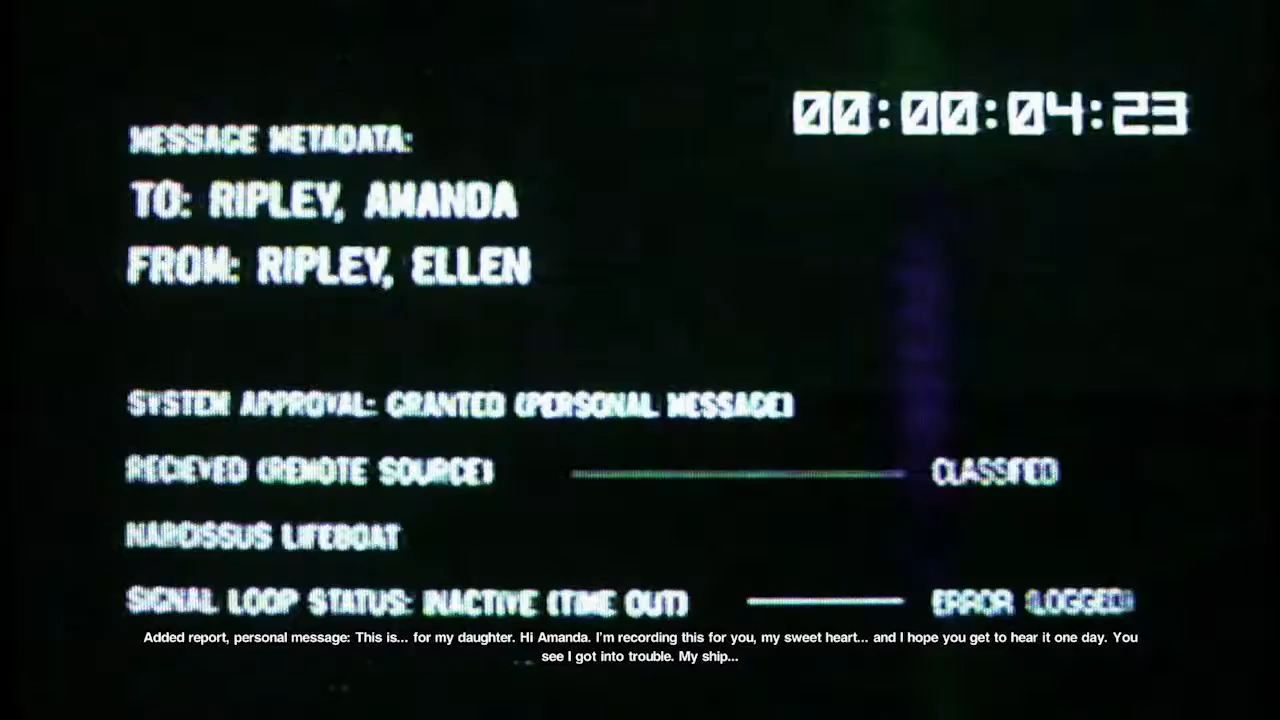 00:00:04:23
MESSAGE METADATA:
TO: RIPLEY, AMANDA
FROM: RIPLEY, ELLEN
SYSTEM APPROVAL: GRANTED (PERSONAL MESSAGE)
RECIEVED (REMOTE SOURCE) CLASSIFIED
NARCISSUS LIFEBOAT
SIGNAL LOOP STATUS: INACTIVE (TIME OUT) ERROR (LOGGED)
Added report, personal message: This is... for my daughter. Hi Amanda. I'm recording this for you, my sweet heart... and I hope you get to hear it one day. You
see I got into trouble. My ship...